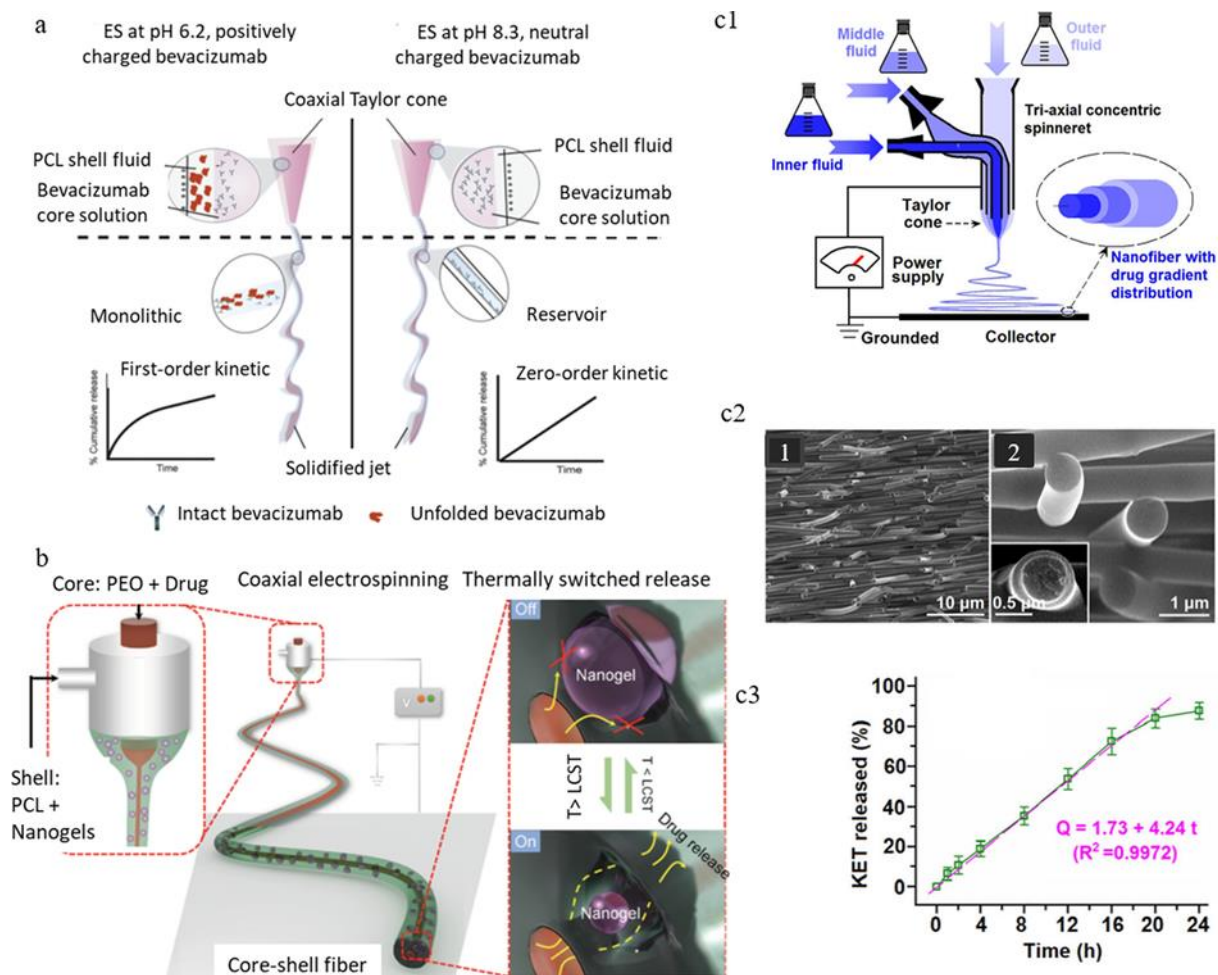 a
ES at pH 6.2, positively
charged bevacizumab
ES at pH 8.3, neutral
charged bevacizumab
Coaxial Taylor cone
PCL shell fluid
Bevacizumab
core solution
PCL shell fluid
Bevacizumab
core solution
Monolithic
Reservoir
First-order kinetic
% Cumulative release
Time
Zero-order kinetic
% Cumulative release
Time
Solidified jet
Intact bevacizumab
Unfolded bevacizumab
b
Core: PEO + Drug
Coaxial electrospinning
Thermally switched release
Shell:
PCL +
Nanogels
V
Core-shell fiber
Off
Nanogel
T> LCST
T < LCST
On
Drug release
Nanogel
c1
Middle
fluid
Outer
fluid
Tri-axial concentric
spinneret
Inner fluid
Taylor
cone
Power
supply
Nanofiber with
drug gradient
distribution
Grounded
Collector
c2
1
10 µm
2
0.5 µm
1 µm
c3
KET released (%)
100
80
60
40
20
0
Q = 1.73 + 4.24 t
(R² =0.9972)
0 4 8 12 16 20 24
Time (h)